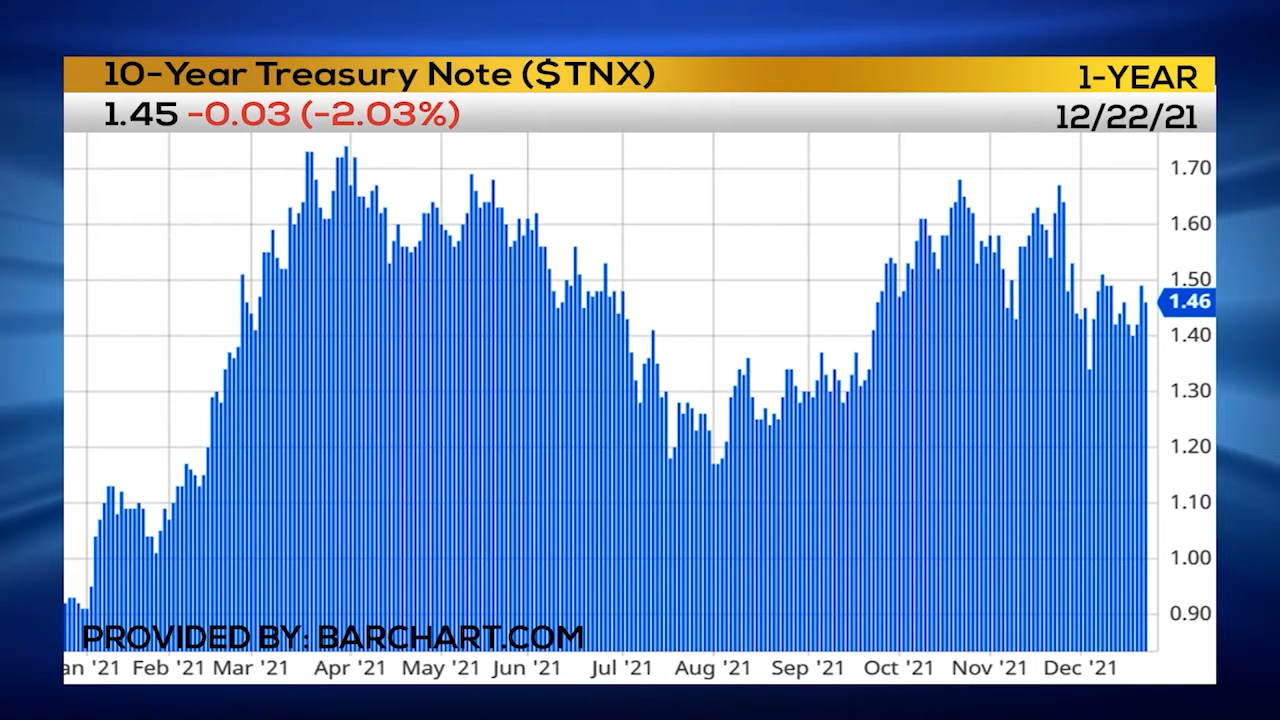 10-Year Treasury Note ($TNX)
1-YEAR
1.45 -0.03 (-2.03%)
12/22/21
1.70
1.60
1.50
1.46
1.40
1.30
1.20
1.10
1.00
0.90
PROVIDED BY: BARCHART.COM
an '21 Feb '21 Mar '21 Apr '21 May '21 Jun '21 Jul '21 Aug '21 Sep '21 Oct '21 Nov '21 Dec '21